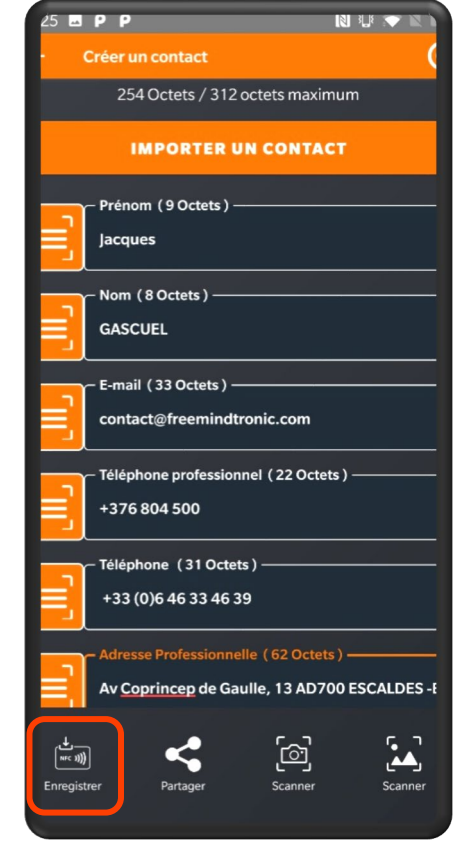 25 P P
Créer un contact
254 Octets / 312 octets maximum
IMPORTER UN CONTACT
Prénom ( 9 Octets )
Jacques
Nom ( 8 Octets )
GASCUEL
E-mail ( 33 Octets )
contact@freemindtronic.com
Téléphone professionnel ( 22 Octets )
+376 804 500
Téléphone ( 31 Octets )
+33 (0)6 46 33 46 39
Adresse Professionnelle ( 62 Octets )
Av Coprincep de Gaulle, 13 AD700 ESCALDES -E
NFC
Enregistrer Partager Scanner Scanner